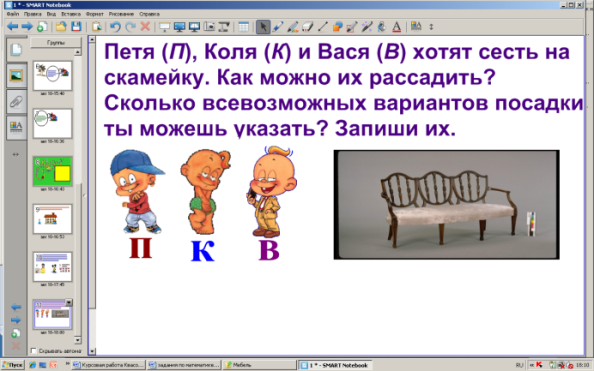 1 * - SMART Notebook
Файл Правка Вид Вставка Формат Рисование Справка
Группы
Петя (П), Коля (К) и Вася (В) хотят сесть на
скамейку. Как можно их рассадить?
Сколько всевозможных вариантов посадки
ты можешь указать? Запиши их.
П К В
Скрывать автома
Пуск
Курсовая работа Квасо...
задания по математике...
Мебель
1 * - SMART Notebook
RU
18:10